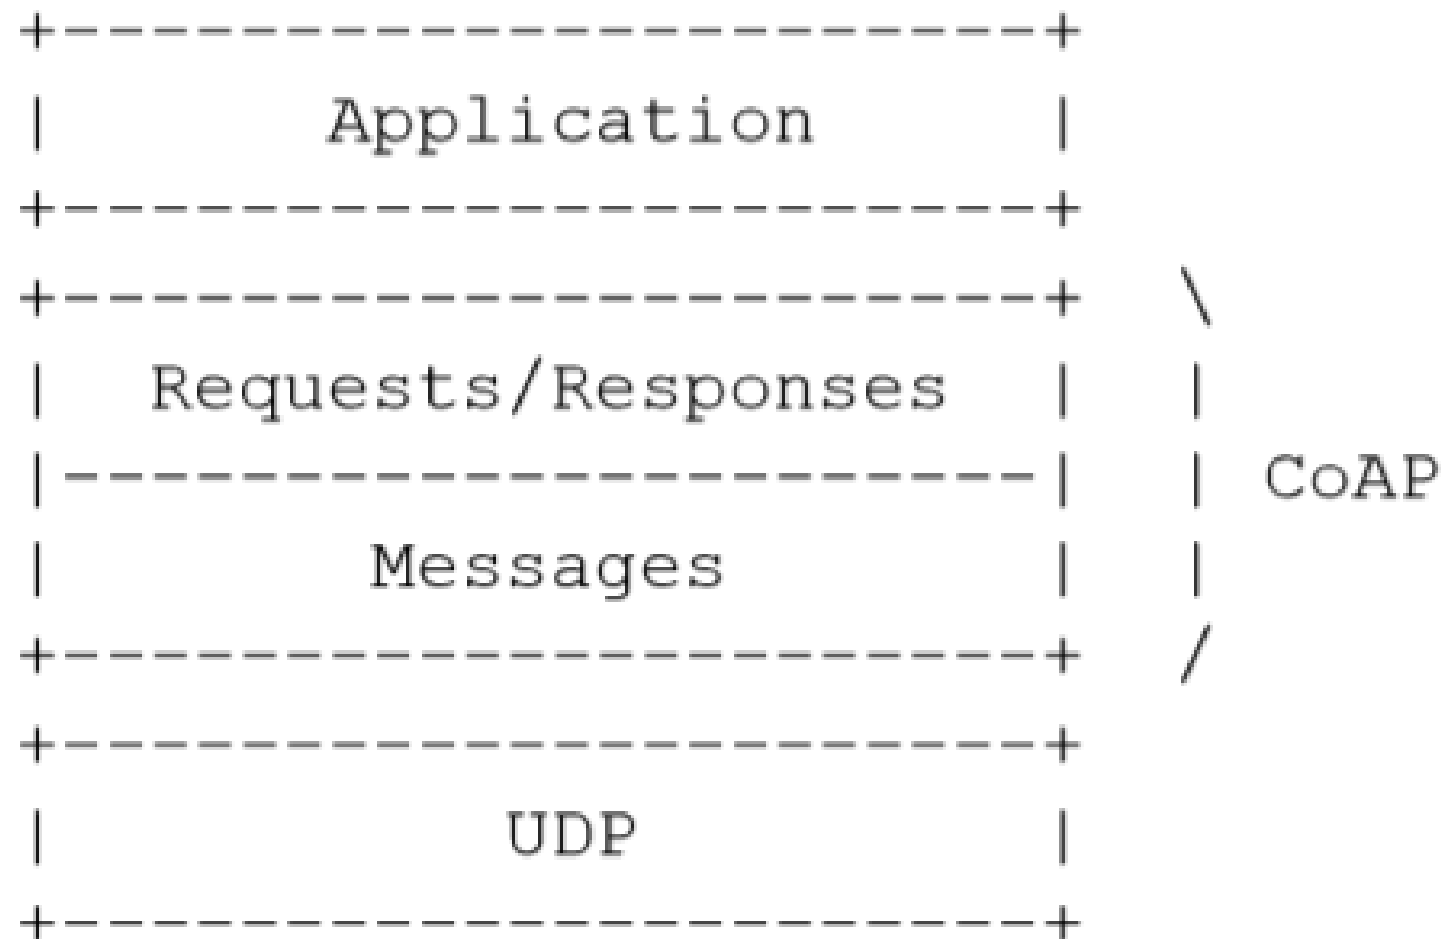 +-----------------------+
|      Application      |
+-----------------------+
+-----------------------+  \
|  Requests/Responses   |  |
|-----------------------|  | CoAP
|       Messages        |  |
+-----------------------+  /
+-----------------------+
|          UDP          |
+-----------------------+